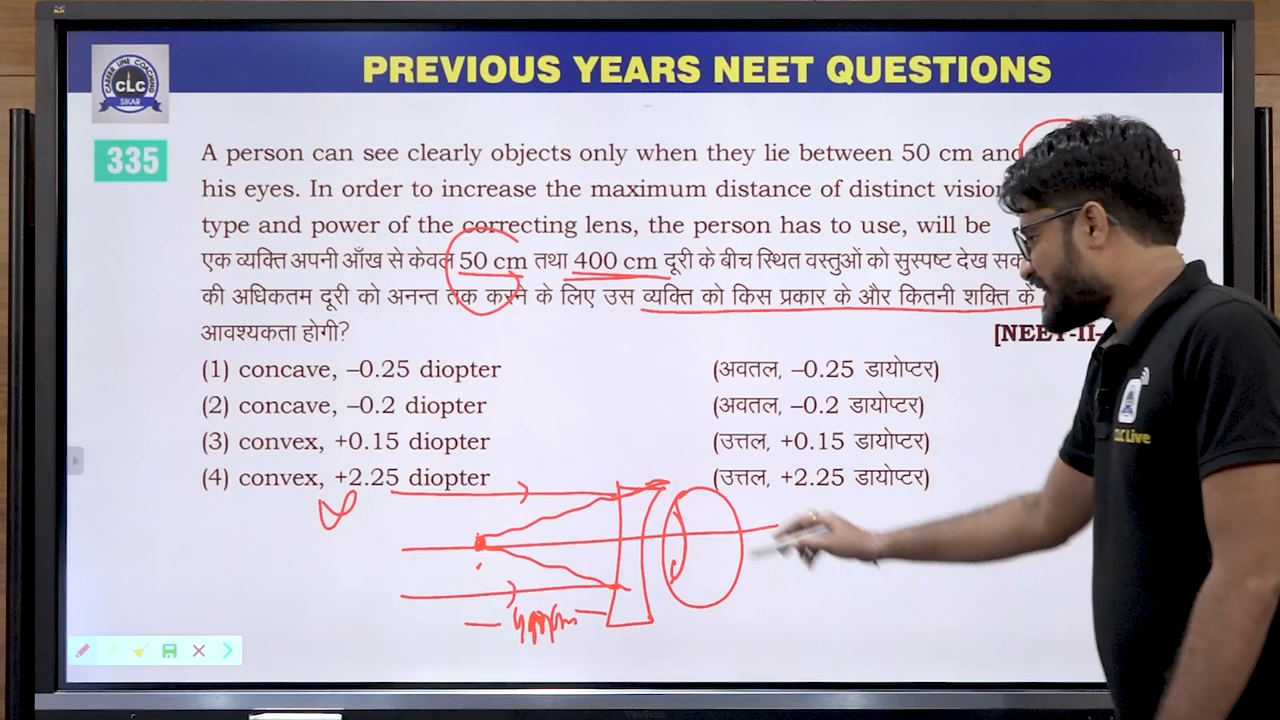 PREVIOUS YEARS NEET QUESTIONS
CAREER LINE COACHING
CLC
SIKAR
335
A person can see clearly objects only when they lie between 50 cm and
his eyes. In order to increase the maximum distance of distinct vision
type and power of the correcting lens, the person has to use, will be
एक व्यक्ति अपनी आँख से केवल 50 cm तथा 400 cm दूरी के बीच स्थित वस्तुओं को सुस्पष्ट देख
की अधिकतम दूरी को अनन्त तक करने के लिए उस व्यक्ति को किस प्रकार के और कितनी शक्ति के
आवश्यकता होगी?
[NEET-II-
(1) concave, –0.25 diopter (अवतल, –0.25 डायोप्टर)
(2) concave, –0.2 diopter (अवतल, –0.2 डायोप्टर)
(3) convex, +0.15 diopter (उत्तल, +0.15 डायोप्टर)
(4) convex, +2.25 diopter (उत्तल, +2.25 डायोप्टर)
CLC Live